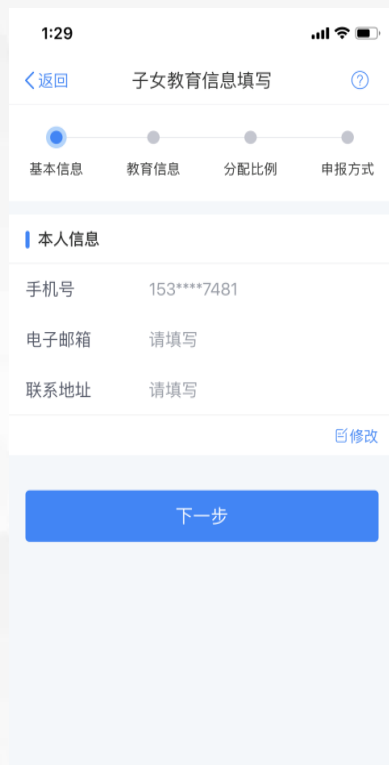 1:29
返回 子女教育信息填写
基本信息 教育信息 分配比例 申报方式
本人信息
手机号 153****7481
电子邮箱 请填写
联系地址 请填写
修改
下一步